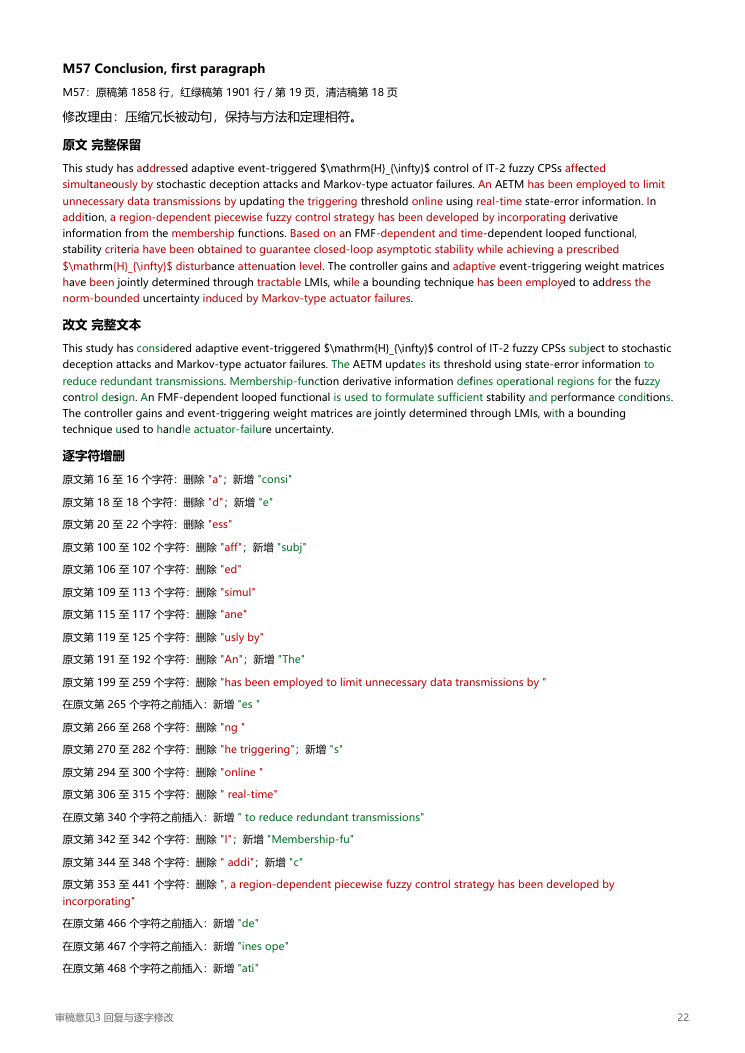 M57 Conclusion, first paragraph
M57：原稿第 1858 行，红绿稿第 1901 行 / 第 19 页，清洁稿第 18 页
修改理由：压缩冗长被动句，保持与方法和定理相符。
原文 完整保留
This study has addressed adaptive event-triggered $\mathrm{H}_{\infty}$ control of IT-2 fuzzy CPSs affected
simultaneously by stochastic deception attacks and Markov-type actuator failures. An AETM has been employed to limit
unnecessary data transmissions by updating the triggering threshold online using real-time state-error information. In
addition, a region-dependent piecewise fuzzy control strategy has been developed by incorporating derivative
information from the membership functions. Based on an FMF-dependent and time-dependent looped functional,
stability criteria have been obtained to guarantee closed-loop asymptotic stability while achieving a prescribed
$\mathrm{H}_{\infty}$ disturbance attenuation level. The controller gains and adaptive event-triggering weight matrices
have been jointly determined through tractable LMIs, while a bounding technique has been employed to address the
norm-bounded uncertainty induced by Markov-type actuator failures.
改文 完整文本
This study has considered adaptive event-triggered $\mathrm{H}_{\infty}$ control of IT-2 fuzzy CPSs subject to stochastic
deception attacks and Markov-type actuator failures. The AETM updates its threshold using state-error information to
reduce redundant transmissions. Membership-function derivative information defines operational regions for the fuzzy
control design. An FMF-dependent looped functional is used to formulate sufficient stability and performance conditions.
The controller gains and event-triggering weight matrices are jointly determined through LMIs, with a bounding
technique used to handle actuator-failure uncertainty.
逐字符增删
原文第 16 至 16 个字符：删除 "a"；新增 "consi"
原文第 18 至 18 个字符：删除 "d"；新增 "e"
原文第 20 至 22 个字符：删除 "ess"
原文第 100 至 102 个字符：删除 "aff"；新增 "subj"
原文第 106 至 107 个字符：删除 "ed"
原文第 109 至 113 个字符：删除 "simul"
原文第 115 至 117 个字符：删除 "ane"
原文第 119 至 125 个字符：删除 "usly by"
原文第 191 至 192 个字符：删除 "An"；新增 "The"
原文第 199 至 259 个字符：删除 "has been employed to limit unnecessary data transmissions by "
在原文第 265 个字符之前插入：新增 "es "
原文第 266 至 268 个字符：删除 "ng "
原文第 270 至 282 个字符：删除 "he triggering"；新增 "s"
原文第 294 至 300 个字符：删除 "online "
原文第 306 至 315 个字符：删除 " real-time"
在原文第 340 个字符之前插入：新增 " to reduce redundant transmissions"
原文第 342 至 342 个字符：删除 "I"；新增 "Membership-fu"
原文第 344 至 348 个字符：删除 " addi"；新增 "c"
原文第 353 至 441 个字符：删除 ", a region-dependent piecewise fuzzy control strategy has been developed by
incorporating"
在原文第 466 个字符之前插入：新增 "de"
在原文第 467 个字符之前插入：新增 "ines ope"
在原文第 468 个字符之前插入：新增 "ati"
审稿意见3 回复与逐字修改
22